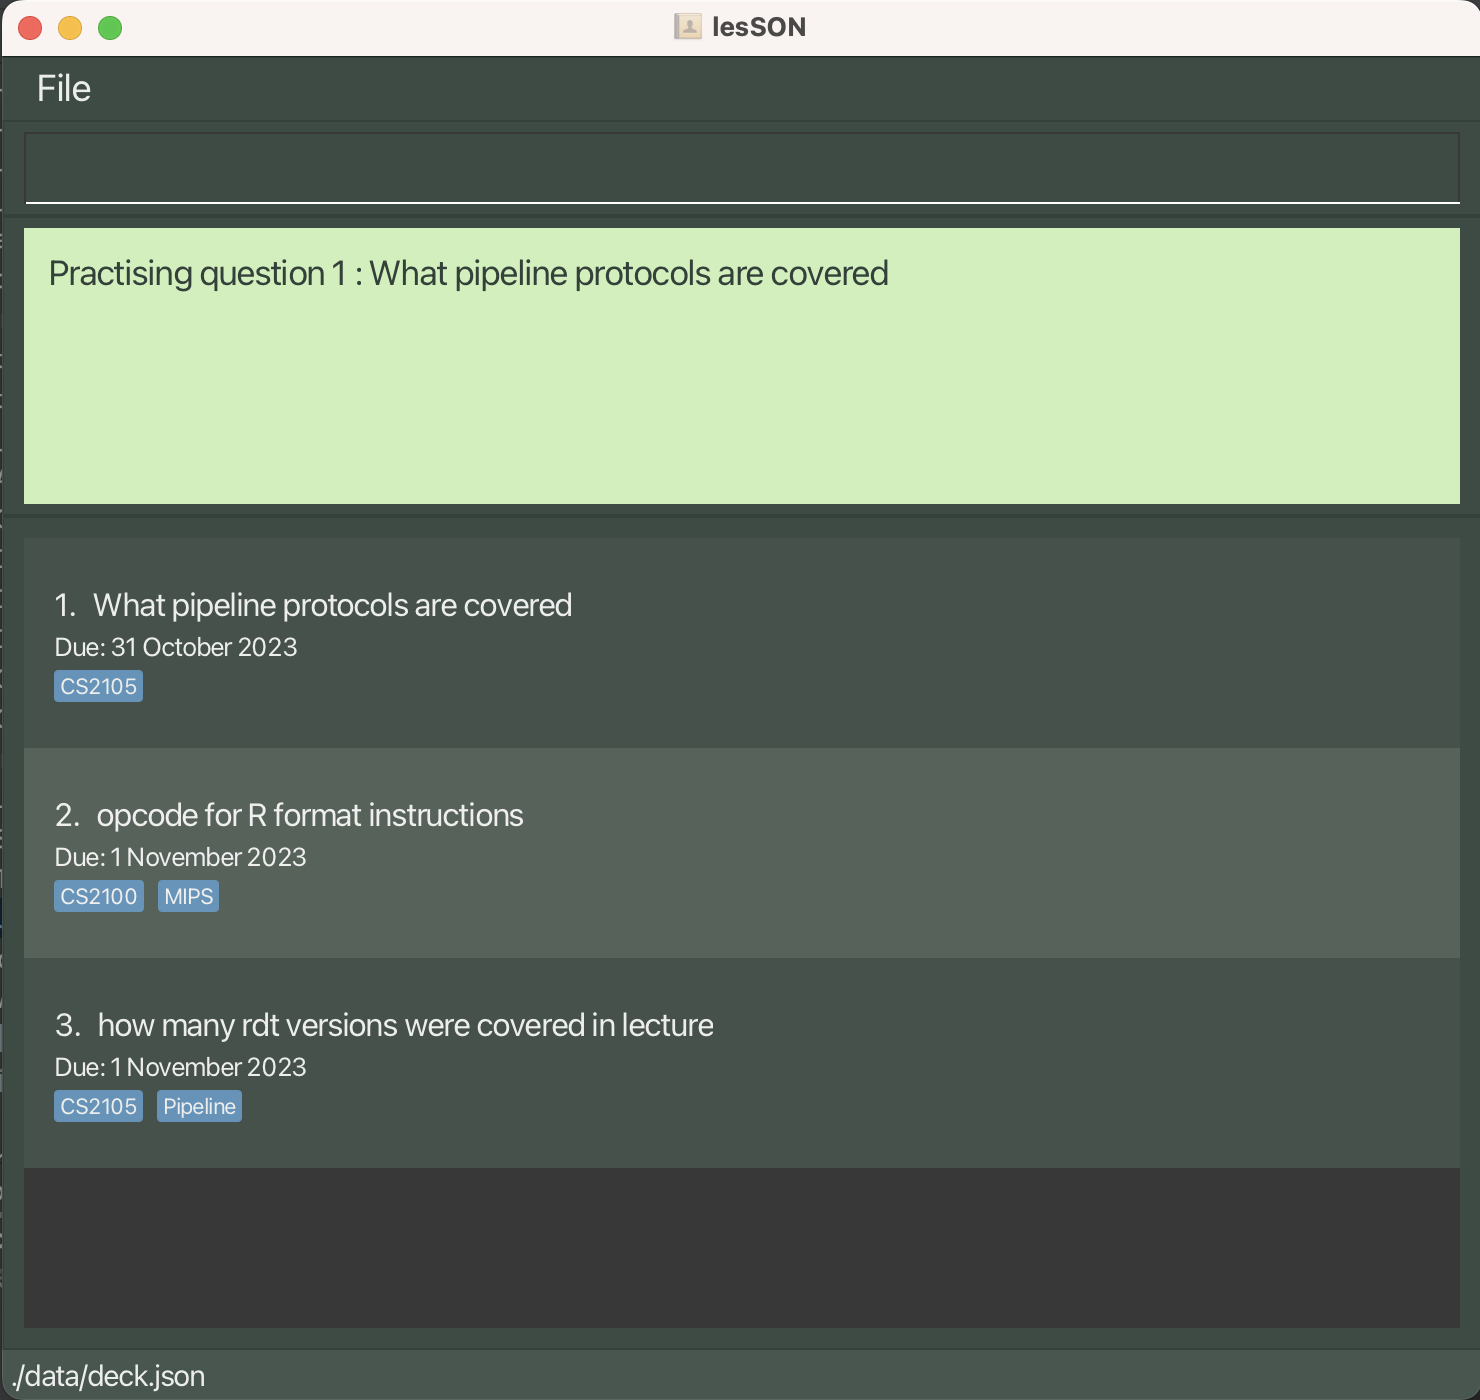 lesSON
File
Practising question 1 : What pipeline protocols are covered
1. What pipeline protocols are covered
Due: 31 October 2023
CS2105
2. opcode for R format instructions
Due: 1 November 2023
CS2100 MIPS
3. how many rdt versions were covered in lecture
Due: 1 November 2023
CS2105 Pipeline
./data/deck.json